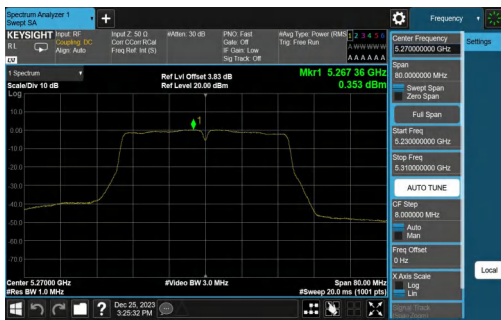 Spectrum Analyzer 1
Swept SA
Frequency
KEYSIGHT
Input: RF
Coupling: DC
Align: Auto
Input Z: 50 Ω
Corr CCorr RCal
Freq Ref: Int (S)
#Atten: 30 dB
PNO: Fast
Gate: Off
IF Gain: Low
Sig Track: Off
#Avg Type: Power (RMS)
Trig: Free Run
1 2 3 4 5 6
A W W W W W
A A A A A A
RL
1 Spectrum
Scale/Div 10 dB
Log
Ref Lvl Offset 3.83 dB
Ref Level 20.00 dBm
Mkr1 5.267 36 GHz
0.353 dBm
1
10.0
0.00
-10.0
-20.0
-30.0
-40.0
-50.0
-60.0
-70.0
Center 5.27000 GHz
#Res BW 1.0 MHz
#Video BW 3.0 MHz
Span 80.00 MHz
#Sweep 20.0 ms (1001 pts)
Dec 25, 2023
3:25:32 PM
Center Frequency
5.270000000 GHz
Settings
Span
80.0000000 MHz
Swept Span
Zero Span
Full Span
Start Freq
5.230000000 GHz
Stop Freq
5.310000000 GHz
AUTO TUNE
CF Step
8.000000 MHz
Auto
Man
Freq Offset
0 Hz
X Axis Scale
Log
Lin
Local
Signal Track